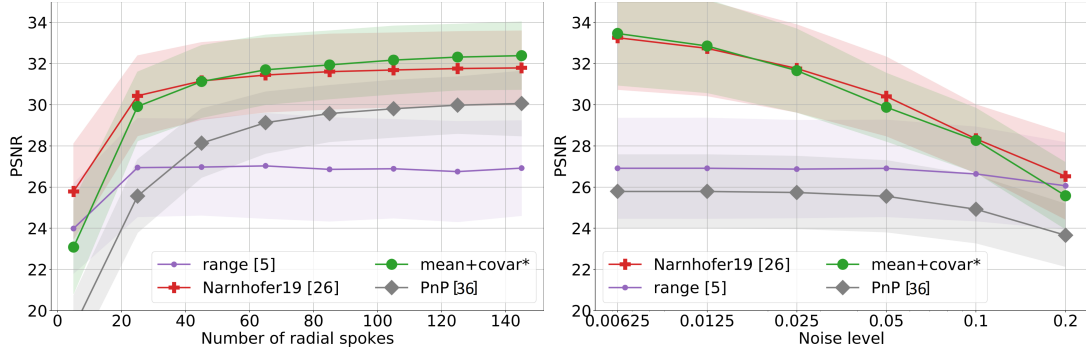 34
32
30
28
26
24
22
20
PSNR
0 20 40 60 80 100 120 140
Number of radial spokes
range [5]
Narnhofer19 [26]
mean+covar*
PnP [36]
34
32
30
28
26
24
22
20
PSNR
0.00625 0.0125 0.025 0.05 0.1 0.2
Noise level
Narnhofer19 [26]
range [5]
mean+covar*
PnP [36]